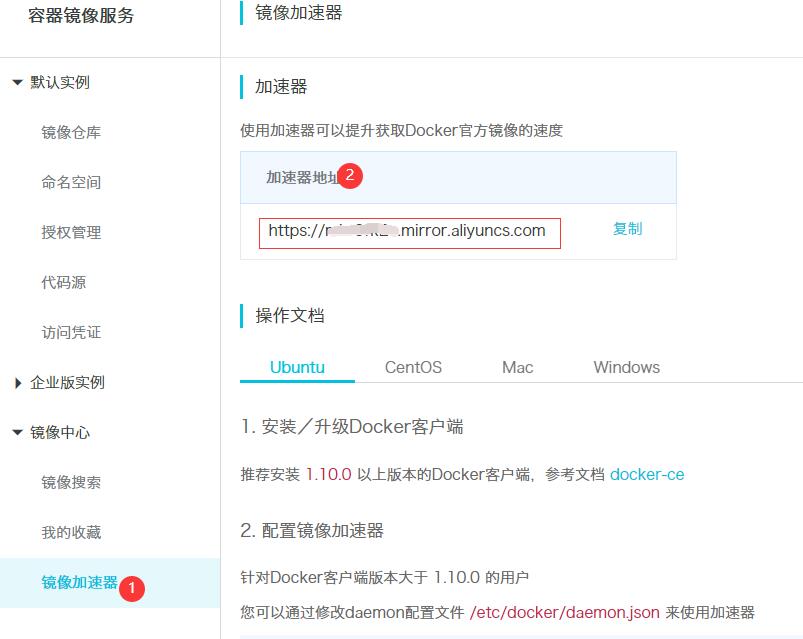 容器镜像服务
默认实例
镜像仓库
命名空间
授权管理
代码源
访问凭证
企业版实例
镜像中心
镜像搜索
我的收藏
镜像加速器 1
镜像加速器
加速器
使用加速器可以提升获取Docker官方镜像的速度
加速器地址 2
https:// .mirror.aliyuncs.com 复制
操作文档
Ubuntu CentOS Mac Windows
1. 安装／升级Docker客户端
推荐安装 1.10.0 以上版本的Docker客户端，参考文档 docker-ce
2. 配置镜像加速器
针对Docker客户端版本大于 1.10.0 的用户
您可以通过修改daemon配置文件 /etc/docker/daemon.json 来使用加速器